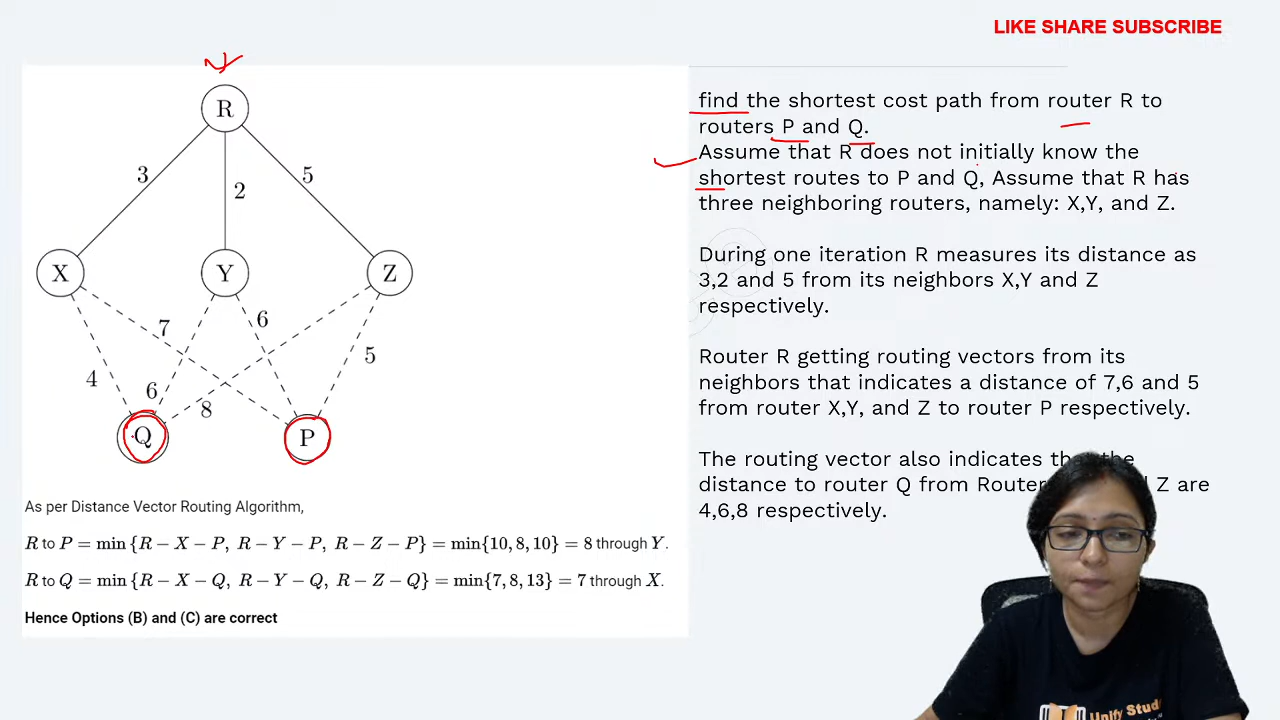 LIKE SHARE SUBSCRIBE
R
3
2
5
X
Y
Z
7
6
5
4
6
8
Q
P
As per Distance Vector Routing Algorithm,
R to P = min {R − X − P, R − Y − P, R − Z − P} = min{10, 8, 10} = 8 through Y.
R to Q = min {R − X − Q, R − Y − Q, R − Z − Q} = min{7, 8, 13} = 7 through X.
Hence Options (B) and (C) are correct
find the shortest cost path from router R to
routers P and Q.
Assume that R does not initially know the
shortest routes to P and Q, Assume that R has
three neighboring routers, namely: X,Y, and Z.
During one iteration R measures its distance as
3,2 and 5 from its neighbors X,Y and Z
respectively.
Router R getting routing vectors from its
neighbors that indicates a distance of 7,6 and 5
from router X,Y, and Z to router P respectively.
The routing vector also indicates the
distance to router Q from Router Z are
4,6,8 respectively.
Unify Stud